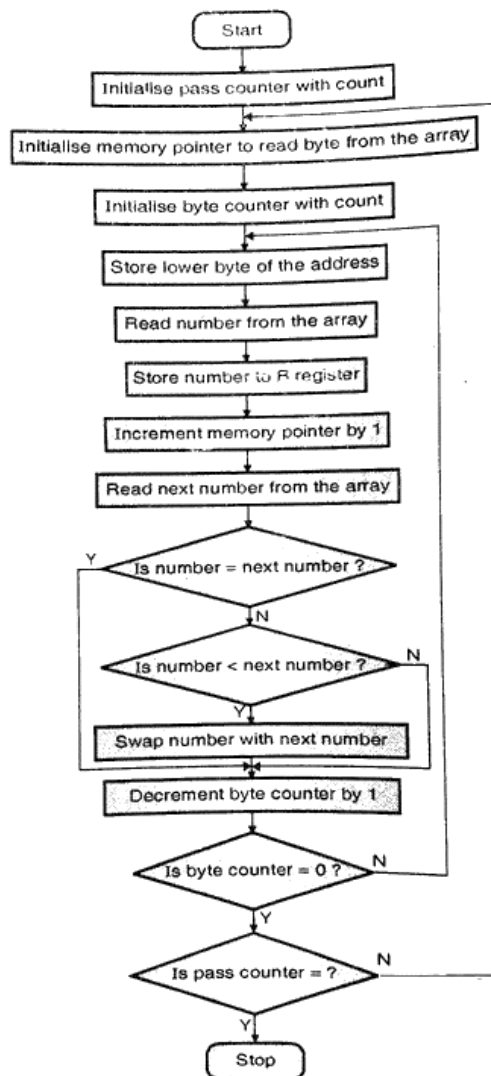 Start
Initialise pass counter with count
Initialise memory pointer to read byte from the array
Initialise byte counter with count
Store lower byte of the address
Read number from the array
Store number to R register
Increment memory pointer by 1
Read next number from the array
Y
Is number = next number ?
N
Is number < next number ?
N
Y
Swap number with next number
Decrement byte counter by 1
Is byte counter = 0 ?
N
Y
Is pass counter = ?
N
Y
Stop